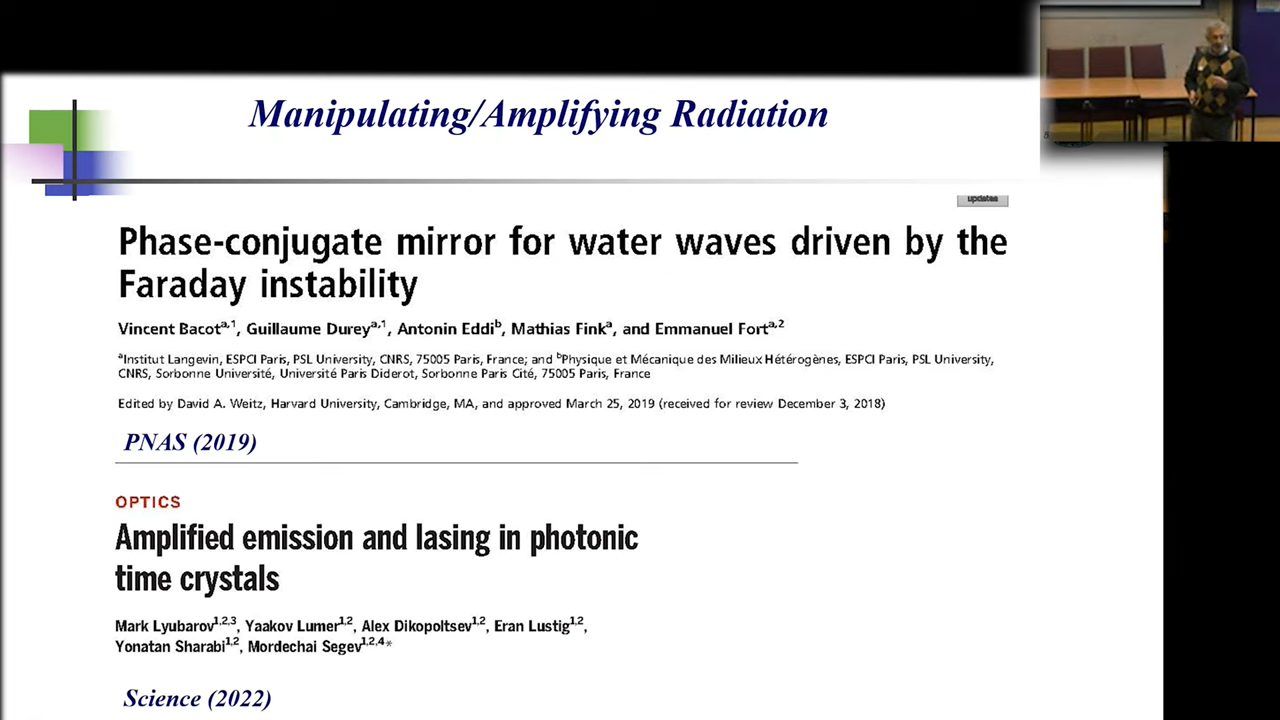 Manipulating/Amplifying Radiation
updates
Phase-conjugate mirror for water waves driven by the
Faraday instability
Vincent Bacota,1, Guillaume Dureya,1, Antonin Eddib, Mathias Finka, and Emmanuel Forta,2
aInstitut Langevin, ESPCI Paris, PSL University, CNRS, 75005 Paris, France; and bPhysique et Mécanique des Milieux Hétérogènes, ESPCI Paris, PSL University,
CNRS, Sorbonne Université, Université Paris Diderot, Sorbonne Paris Cité, 75005 Paris, France
Edited by David A. Weitz, Harvard University, Cambridge, MA, and approved March 25, 2019 (received for review December 3, 2018)
PNAS (2019)
OPTICS
Amplified emission and lasing in photonic
time crystals
Mark Lyubarov1,2,3, Yaakov Lumer1,2, Alex Dikopoltsev1,2, Eran Lustig1,2,
Yonatan Sharabi1,2, Mordechai Segev1,2,4*
Science (2022)